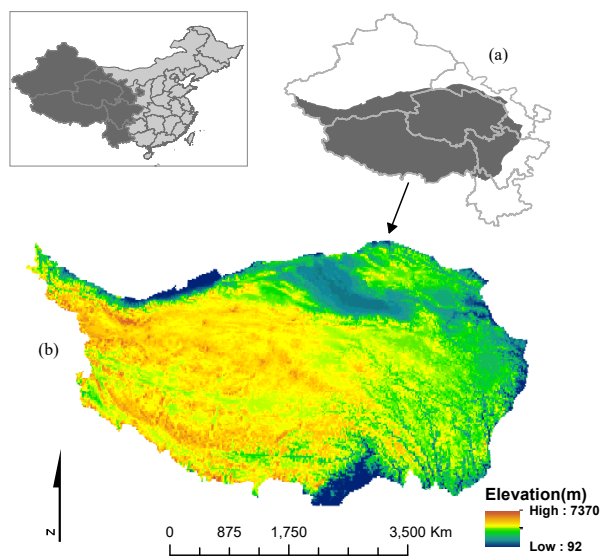 (a)
(b)
N
Elevation(m)
High : 7370
Low : 92
0 875 1,750 3,500 Km